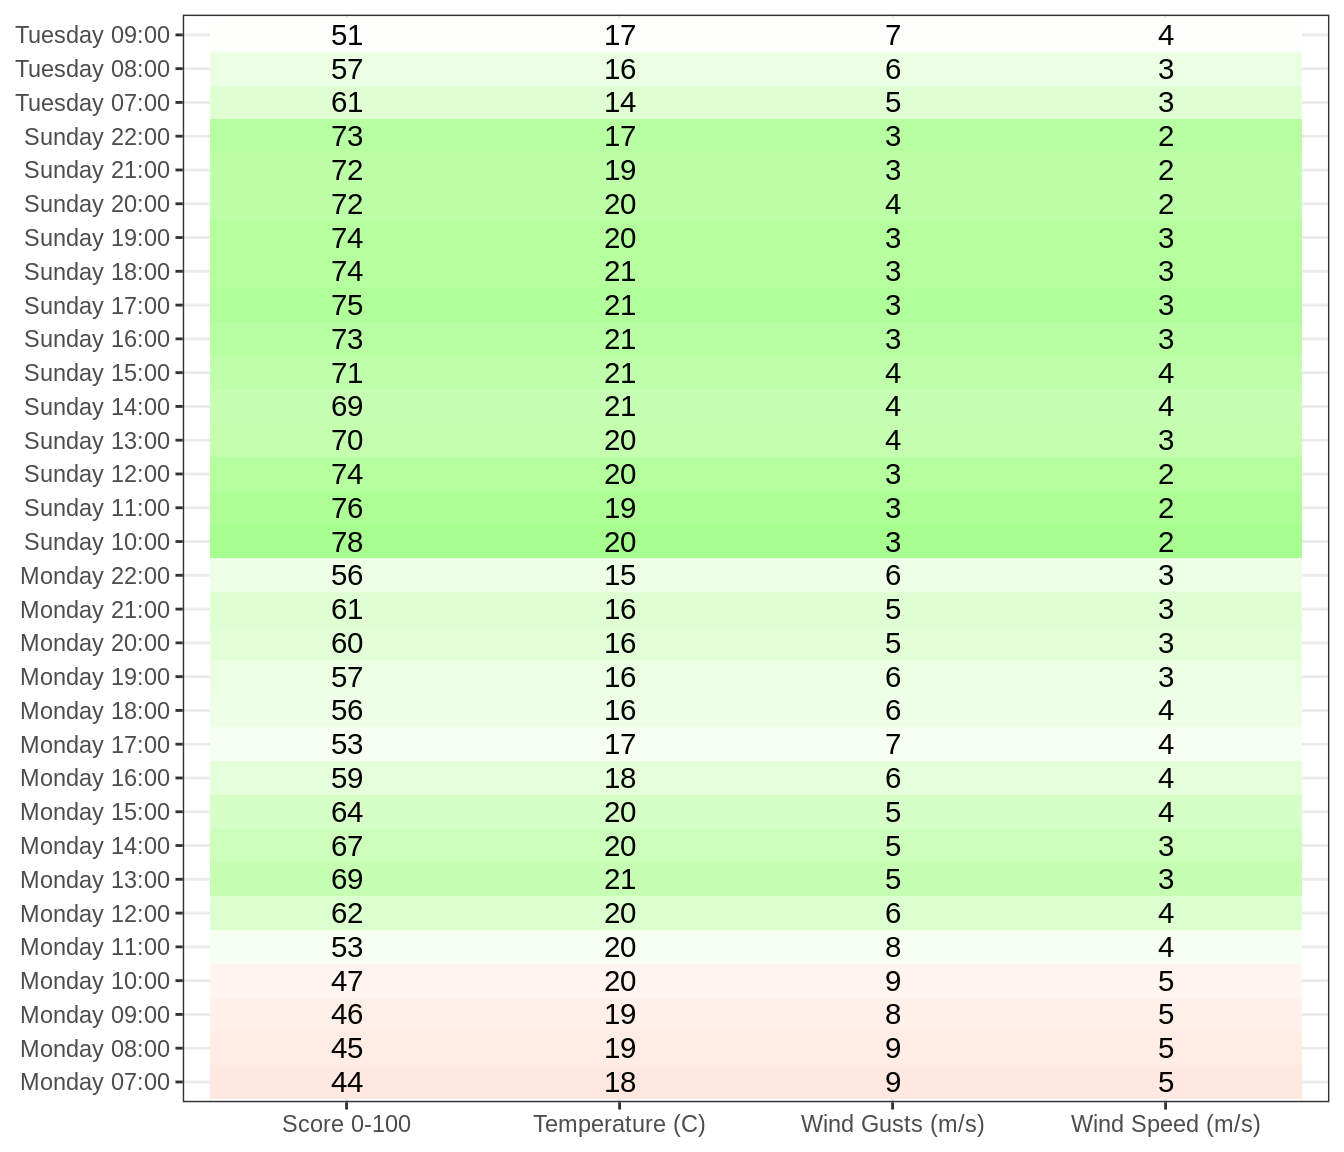 Tuesday 09:00 51 17 7 4
Tuesday 08:00 57 16 6 3
Tuesday 07:00 61 14 5 3
Sunday 22:00 73 17 3 2
Sunday 21:00 72 19 3 2
Sunday 20:00 72 20 4 2
Sunday 19:00 74 20 3 3
Sunday 18:00 74 21 3 3
Sunday 17:00 75 21 3 3
Sunday 16:00 73 21 3 3
Sunday 15:00 71 21 4 4
Sunday 14:00 69 21 4 4
Sunday 13:00 70 20 4 3
Sunday 12:00 74 20 3 2
Sunday 11:00 76 19 3 2
Sunday 10:00 78 20 3 2
Monday 22:00 56 15 6 3
Monday 21:00 61 16 5 3
Monday 20:00 60 16 5 3
Monday 19:00 57 16 6 3
Monday 18:00 56 16 6 4
Monday 17:00 53 17 7 4
Monday 16:00 59 18 6 4
Monday 15:00 64 20 5 4
Monday 14:00 67 20 5 3
Monday 13:00 69 21 5 3
Monday 12:00 62 20 6 4
Monday 11:00 53 20 8 4
Monday 10:00 47 20 9 5
Monday 09:00 46 19 8 5
Monday 08:00 45 19 9 5
Monday 07:00 44 18 9 5
Score 0-100 Temperature (C) Wind Gusts (m/s) Wind Speed (m/s)